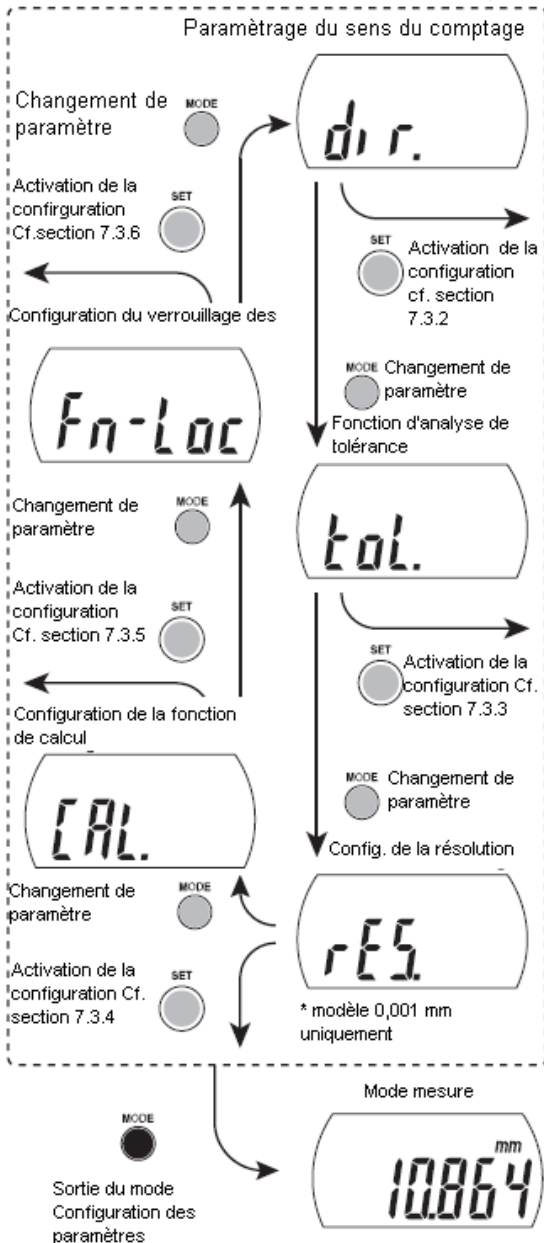 Paramètrage du sens du comptage
Changement de
paramètre
MODE
dir.
Activation de la
confirguration
Cf.section 7.3.6
SET
SET
Activation de la
configuration
cf. section
7.3.2
Configuration du verrouillage des
Fn-Loc
MODE
Changement de
paramètre
Fonction d'analyse de
tolérance
tol.
Changement de
paramètre
MODE
Activation de la
configuration
Cf. section 7.3.5
SET
SET
Activation de la
configuration Cf.
section 7.3.3
Configuration de la fonction
de calcul
CAL.
MODE
Changement de
paramètre
Config. de la résolution
rES.
* modèle 0,001 mm
uniquement
Changement de
paramètre
MODE
Activation de la
configuration Cf.
section 7.3.4
SET
Mode mesure
mm
10.864
MODE
Sortie du mode
Configuration des
paramètres